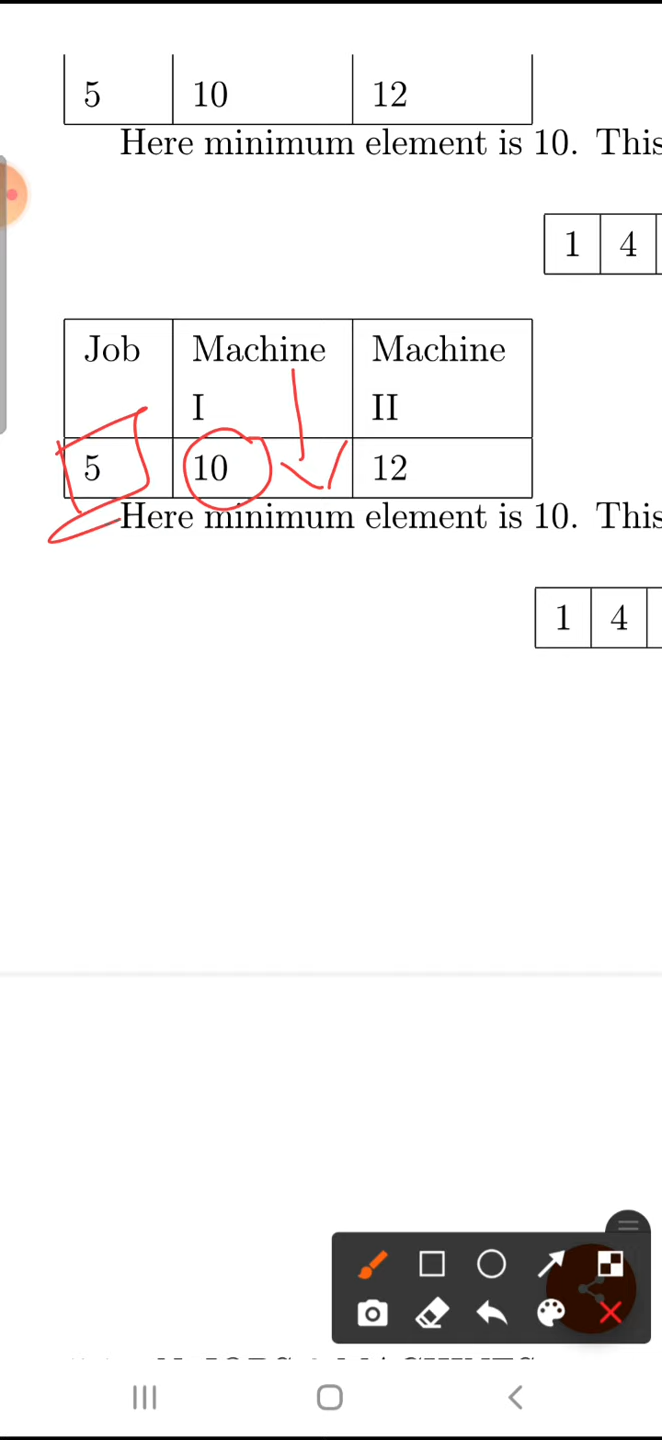 5 10 12
Here minimum element is 10. This
1 4
Job Machine Machine
I II
5 10 12
Here minimum element is 10. This
1 4